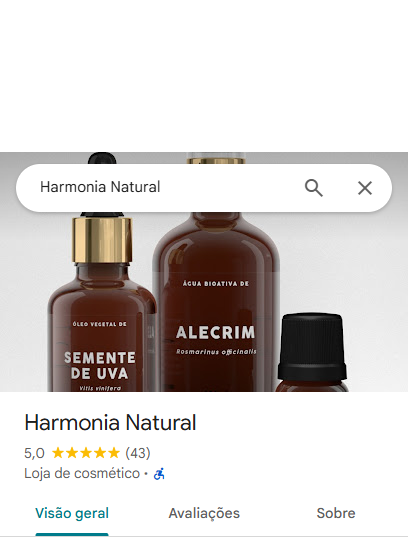 Harmonia Natural
ÁGUA BIOATIVA DE
ALECRIM
Rosmarinus officinalis
ÓLEO VEGETAL DE
SEMENTE
DE UVA
Vitis vinifera
Harmonia Natural
5,0 ★★★★★ (43)
Loja de cosmético ·
Visão geral
Avaliações
Sobre